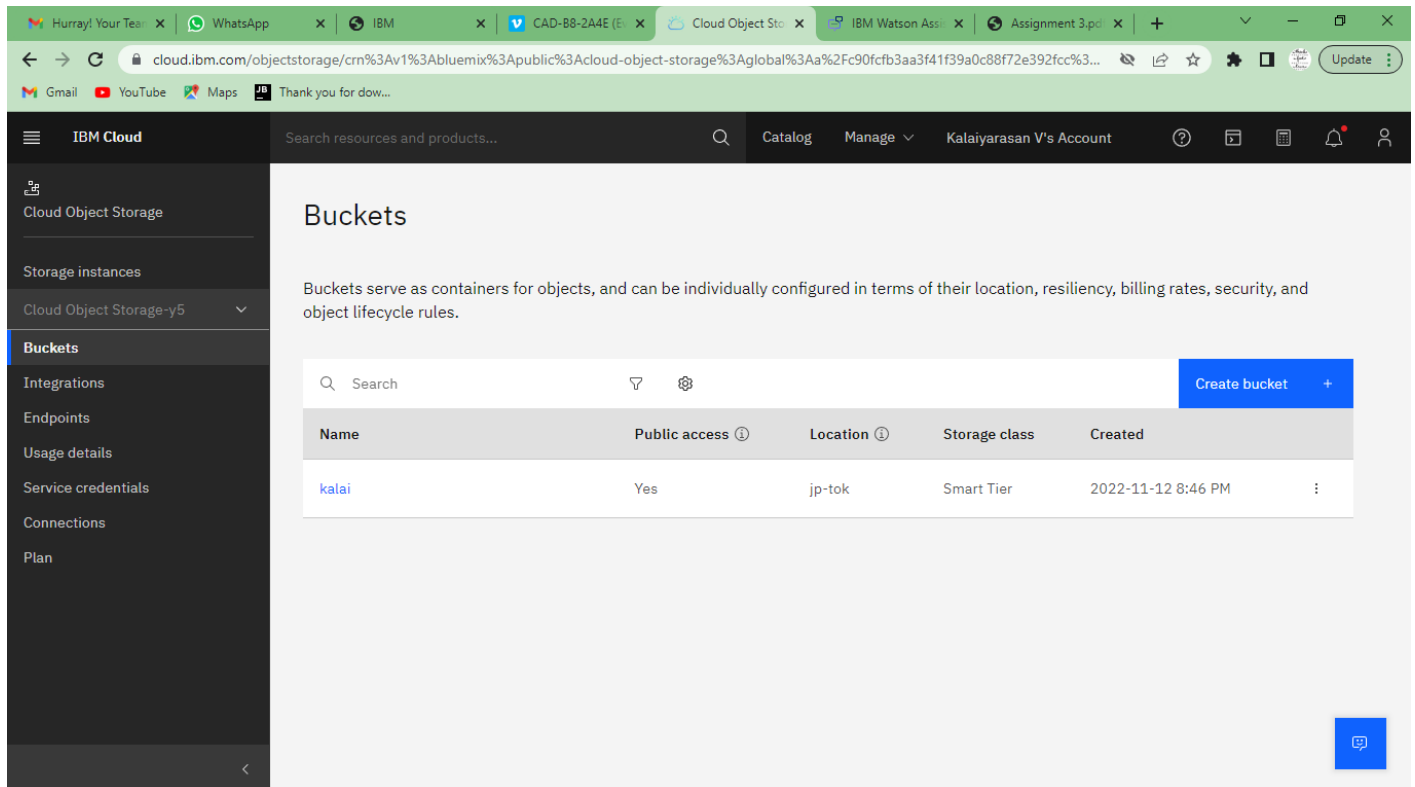 Hurray! Your Tean WhatsApp IBM CAD-B8-2A4E (E Cloud Object Sto IBM Watson Assi Assignment 3.pd
cloud.ibm.com/objectstorage/crn%3Av1%3Abluemix%3Apublic%3Acloud-object-storage%3Aglobal%3Aa%2Fc90fcfb3aa3f41f39a0c88f72e392fcc%3... Update
Gmail YouTube Maps JB Thank you for dow...
IBM Cloud Search resources and products... Catalog Manage Kalaiyarasan V's Account
Cloud Object Storage
Storage instances
Cloud Object Storage-y5
Buckets
Integrations
Endpoints
Usage details
Service credentials
Connections
Plan
Buckets
Buckets serve as containers for objects, and can be individually configured in terms of their location, resiliency, billing rates, security, and
object lifecycle rules.
Search Create bucket +
Name Public access Location Storage class Created
kalai Yes jp-tok Smart Tier 2022-11-12 8:46 PM